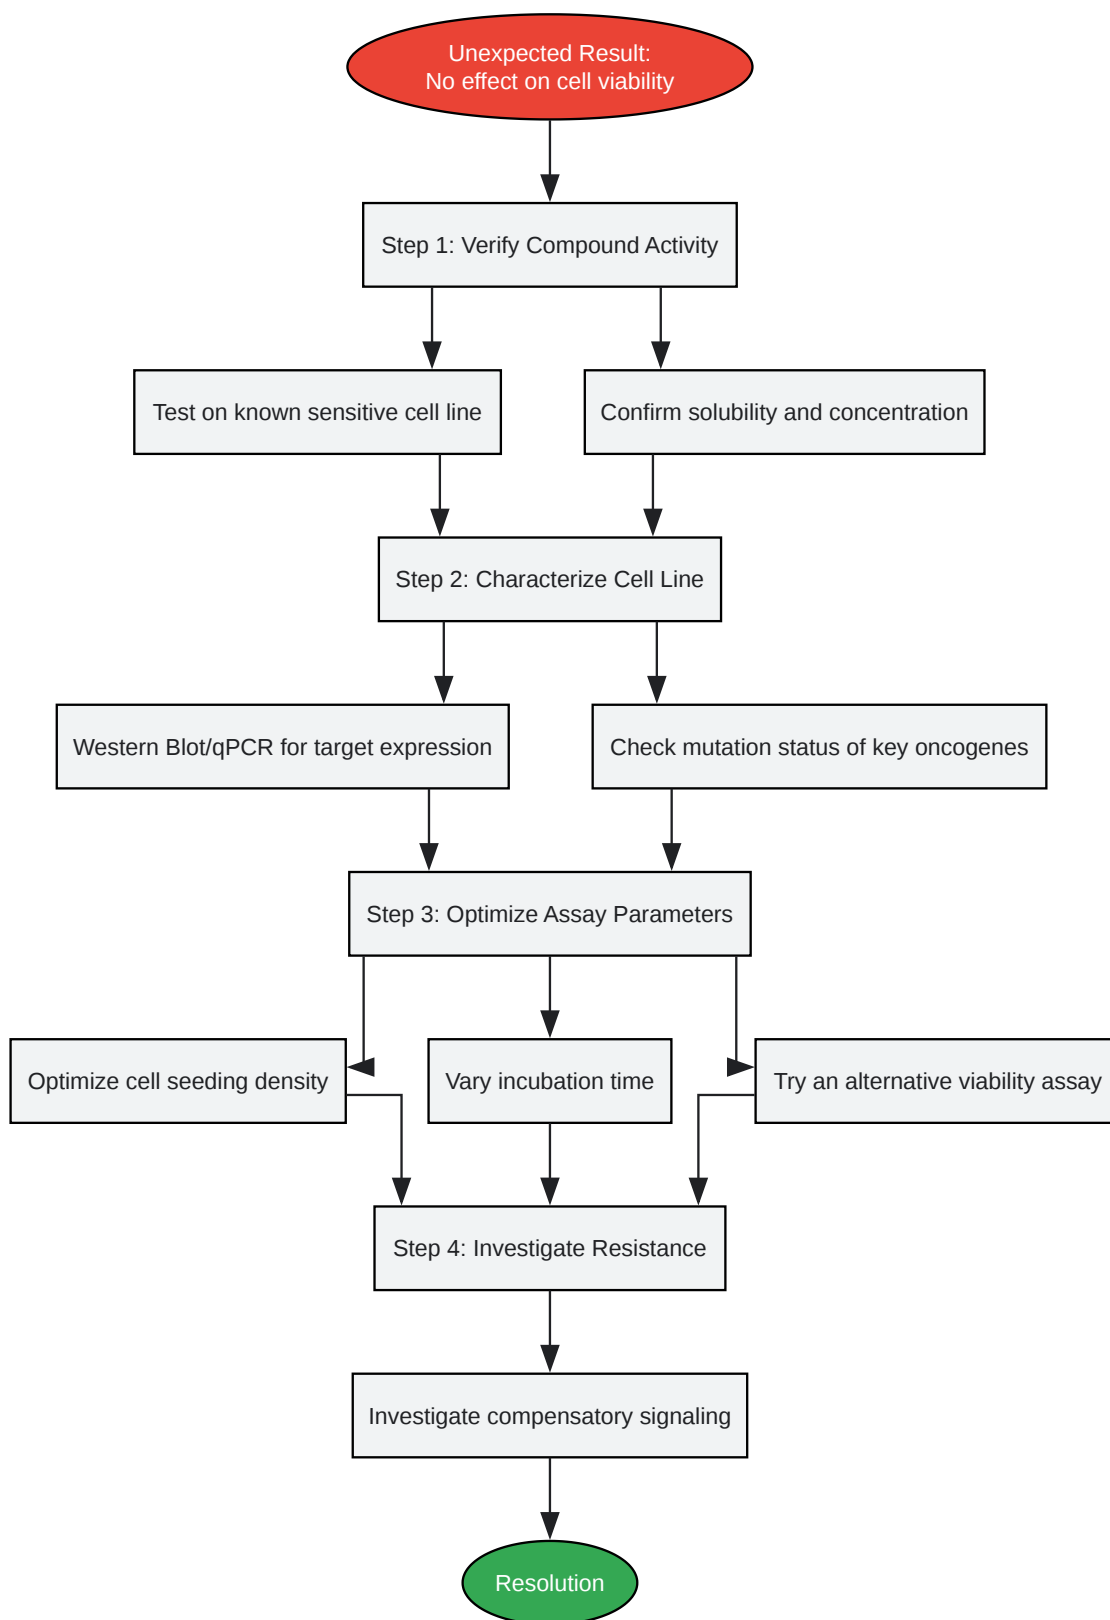 Unexpected Result:
No effect on cell viability
Step 1: Verify Compound Activity
Test on known sensitive cell line
Confirm solubility and concentration
Step 2: Characterize Cell Line
Western Blot/qPCR for target expression
Check mutation status of key oncogenes
Step 3: Optimize Assay Parameters
Optimize cell seeding density
Vary incubation time
Try an alternative viability assay
Step 4: Investigate Resistance
Investigate compensatory signaling
Resolution